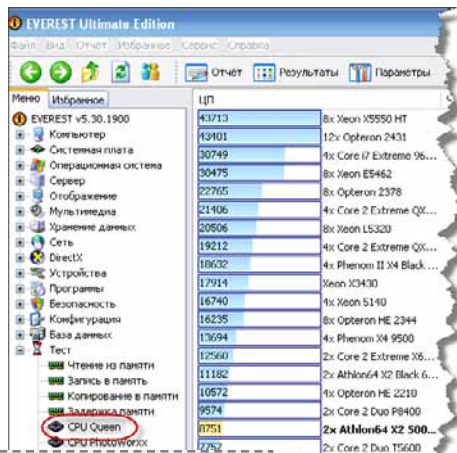 EVEREST Ultimate Edition
Файл Вид Отчет Избранное Сервис Справка
Отчет Результаты Параметры
Меню Избранное
ЦП
EVEREST v5.30.1900
Компьютер
Системная плата
Операционная система
Сервер
Отображение
Мультимедиа
Хранение данных
Сеть
DirectX
Устройства
Программы
Безопасность
Конфигурация
База данных
Тест
Чтение из памяти
Запись в память
Копирование в памяти
Задержка памяти
CPU Queen
CPU PhotoWorxx
43713 8x Xeon X5550 HT
43401 12x Opteron 2431
30749 4x Core i7 Extreme 96...
30475 8x Xeon E5462
22765 8x Opteron 2378
21406 4x Core 2 Extreme QX...
20506 8x Xeon L5320
19212 4x Core 2 Extreme QX...
18632 4x Phenom II X4 Black ...
17914 Xeon X3430
16740 4x Xeon 5140
16235 8x Opteron HE 2344
13694 4x Phenom X4 9500
12560 2x Core 2 Extreme X6...
11182 2x Athlon64 X2 Black 6...
10572 4x Opteron HE 2210
9574 2x Core 2 Duo P8400
8751 2x Athlon64 X2 500...
7757 2x Core 2 Duo T5600